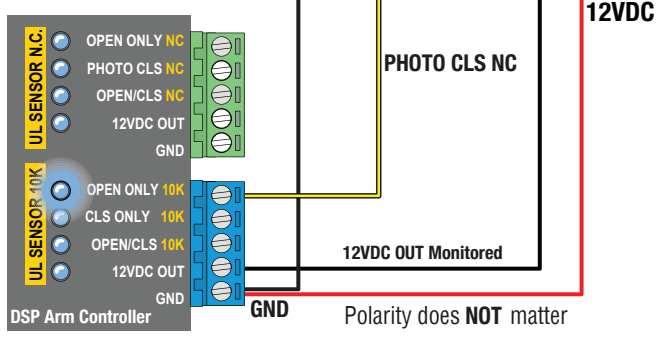 12VDC
UL SENSOR N.C.
OPEN ONLY NC
PHOTO CLS NC
OPEN/CLS NC
12VDC OUT
GND
PHOTO CLS NC
UL SENSOR 10K
OPEN ONLY 10K
CLS ONLY 10K
OPEN/CLS 10K
12VDC OUT
GND
12VDC OUT Monitored
GND
DSP Arm Controller
Polarity does NOT matter